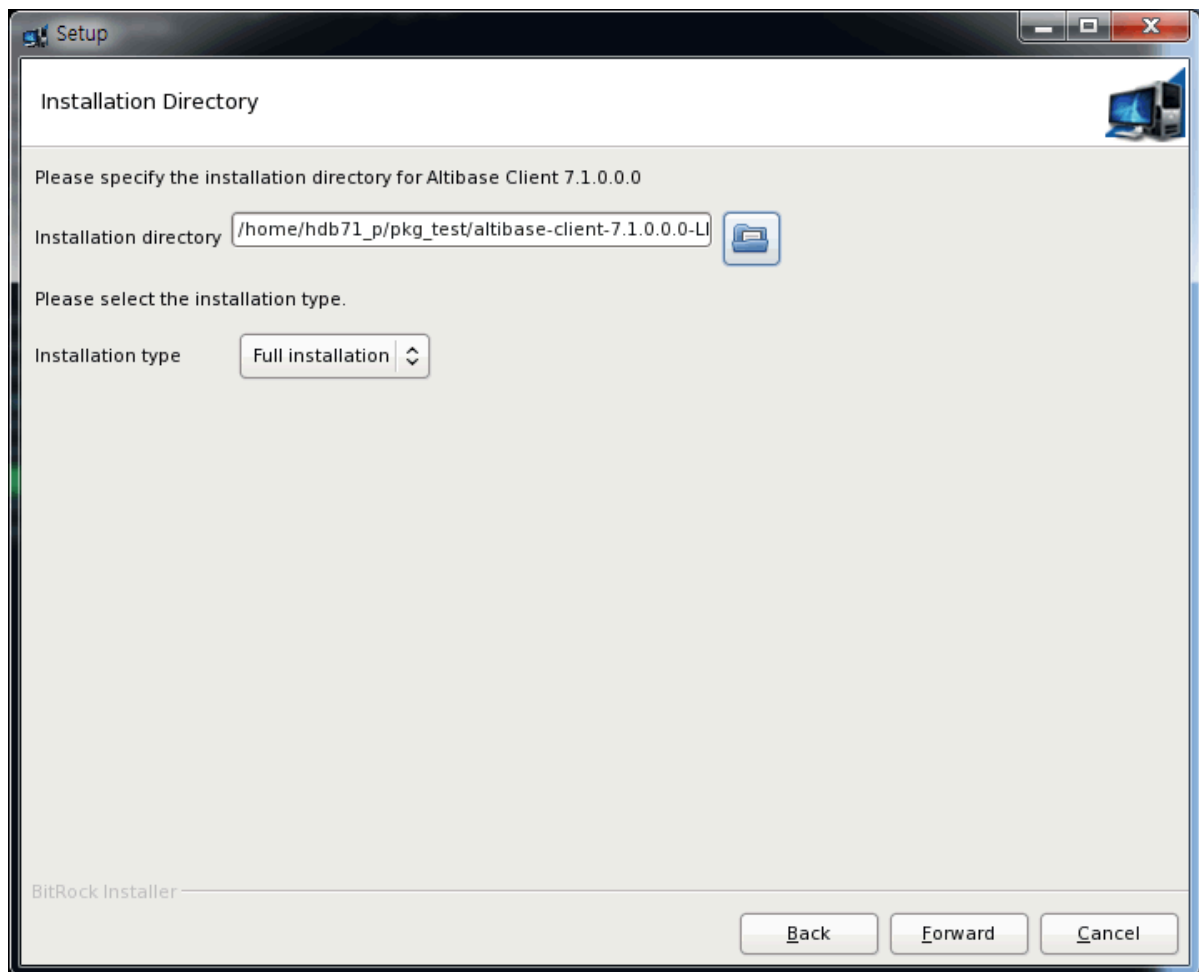 Setup
Installation Directory
Please specify the installation directory for Altibase Client 7.1.0.0.0
Installation directory /home/hdb71_p/pkg_test/altibase-client-7.1.0.0.0-LI
Please select the installation type.
Installation type Full installation
BitRock Installer
Back Forward Cancel